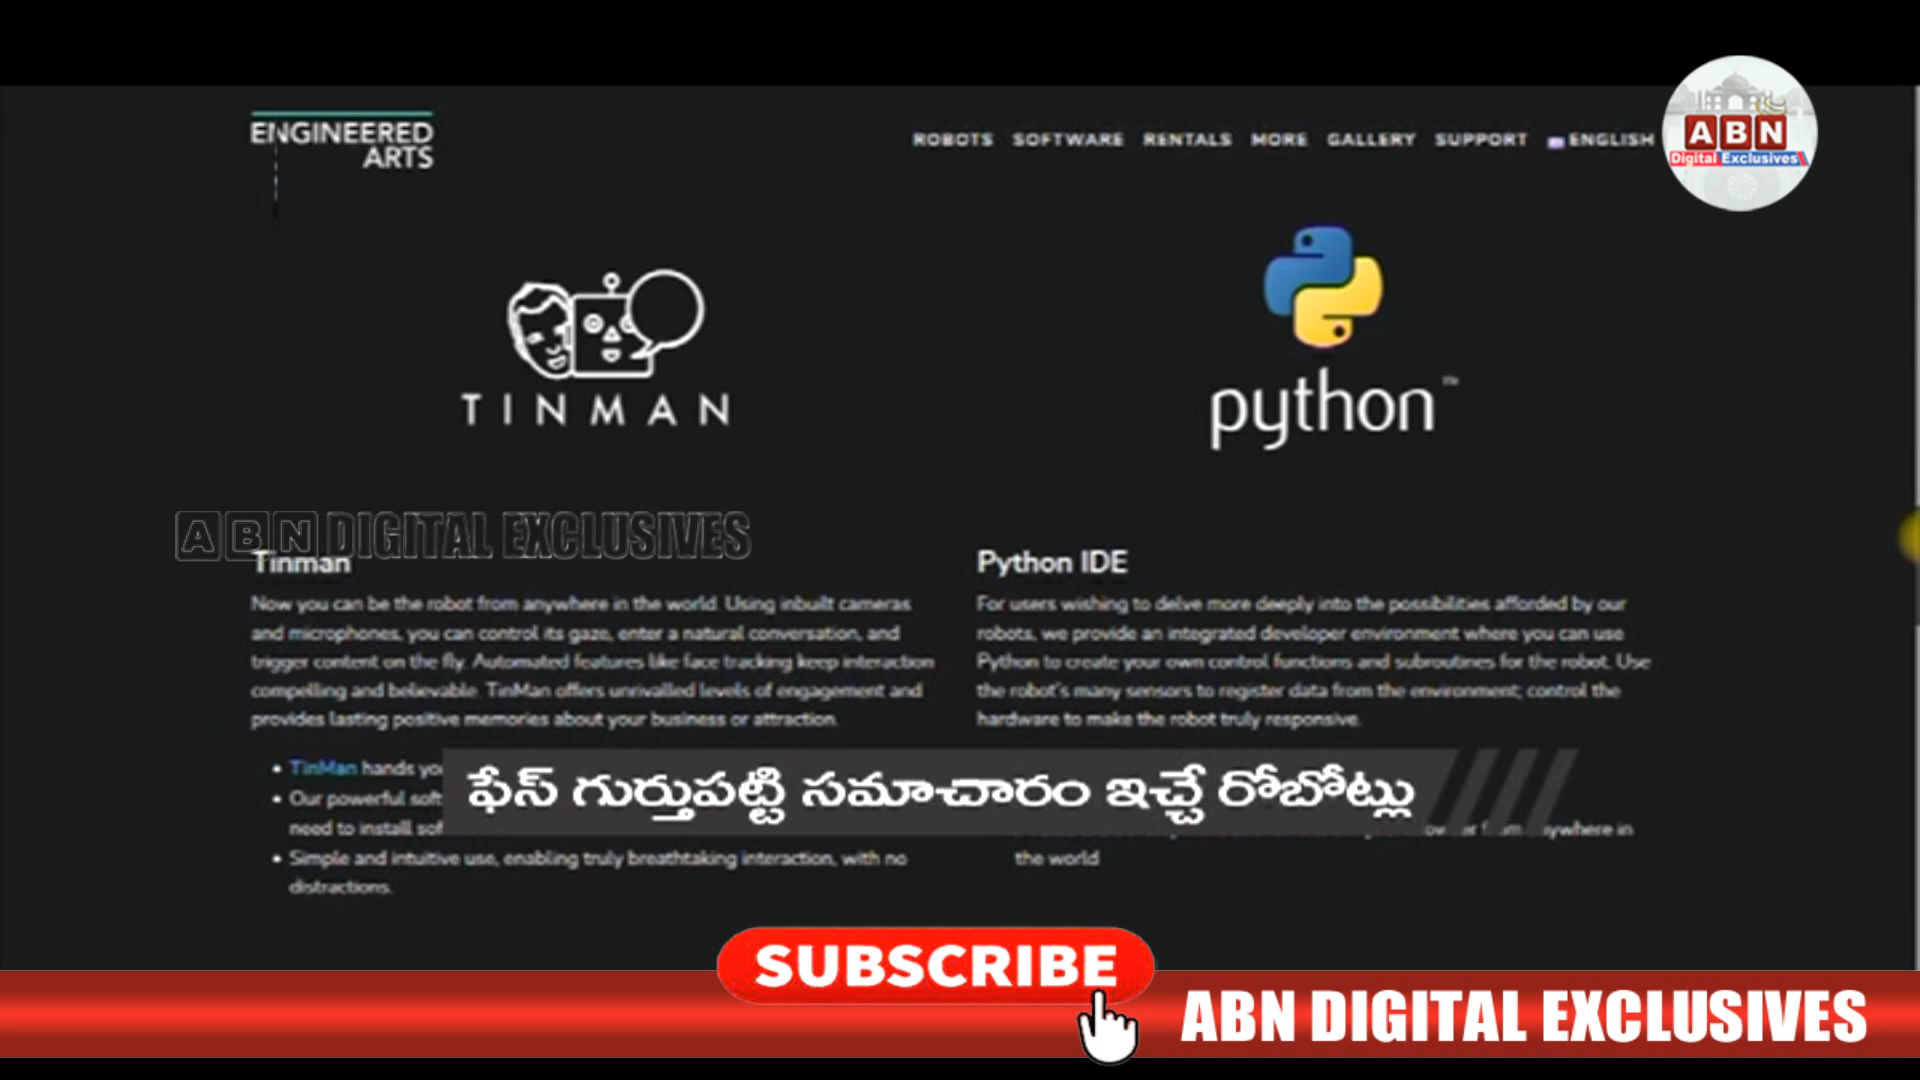 ENGINEERED
ARTS
ROBOTS SOFTWARE RENTALS MORE GALLERY SUPPORT ENGLISH
ABN
Digital Exclusives
TINMAN
python™
ABN DIGITAL EXCLUSIVES
Tinman
Now you can be the robot from anywhere in the world. Using inbuilt cameras
and microphones, you can control its gaze, enter a natural conversation, and
trigger content on the fly. Automated features like face tracking keep interaction
compelling and believable. TinMan offers unrivalled levels of engagement and
provides lasting positive memories about your business or attraction.
Python IDE
For users wishing to delve more deeply into the possibilities afforded by our
robots, we provide an integrated developer environment where you can use
Python to create your own control functions and subroutines for the robot. Use
the robot's many sensors to register data from the environment; control the
hardware to make the robot truly responsive.
• TinMan hands
• Our powerful
need to install
• Simple and intuitive use, enabling truly breathtaking interaction, with no
distractions.
ఫేస్ గుర్తుపట్టి సమాచారం ఇచ్చే రోబోట్లు
in
the world
SUBSCRIBE
ABN DIGITAL EXCLUSIVES